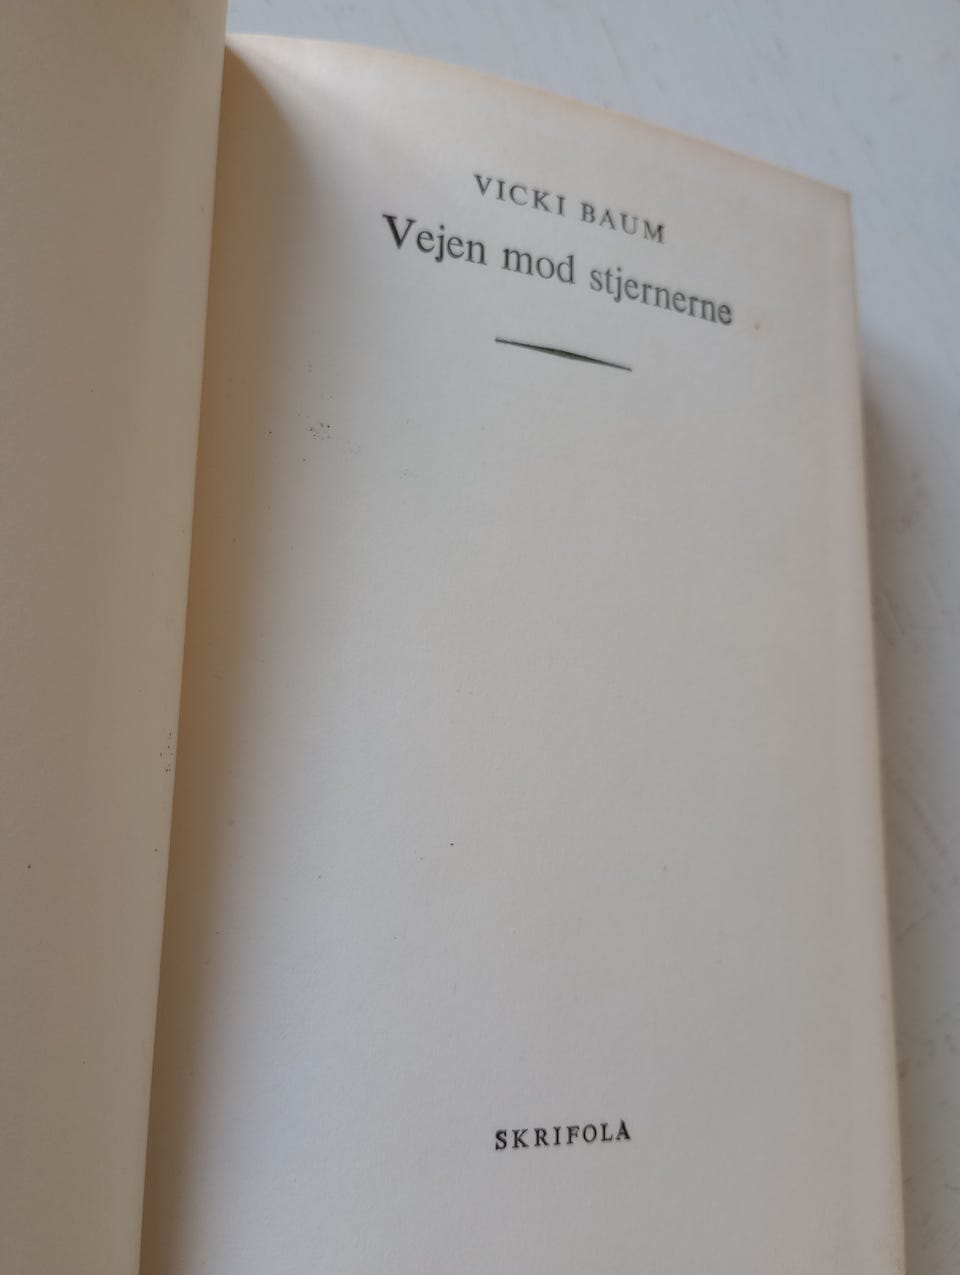 VICKI BAUM
Vejen mod stjernerne
SKRIFOLA